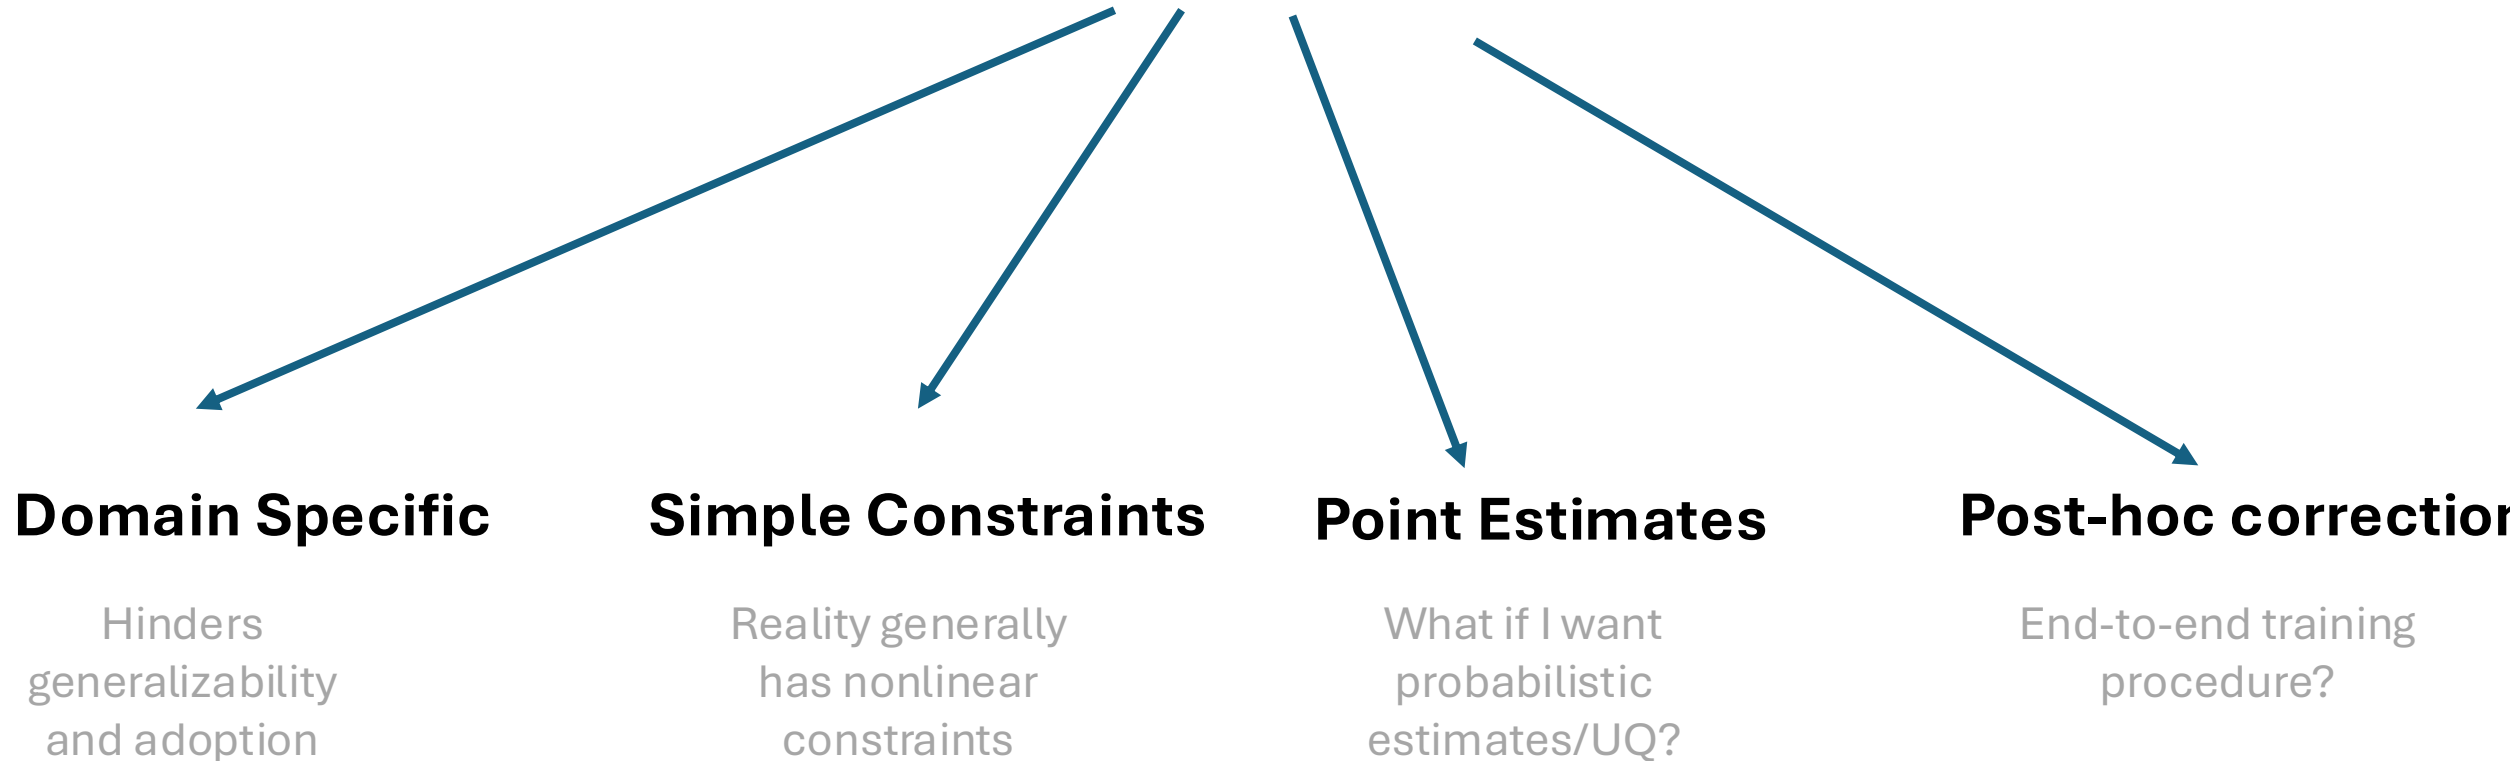 Domain Specific
Simple Constraints
Point Estimates
Post-hoc correction
Hinders
generalizability
and adoption
Reality generally
has nonlinear
constraints
What if I want
probabilistic
estimates/UQ?
End-to-end training
procedure?